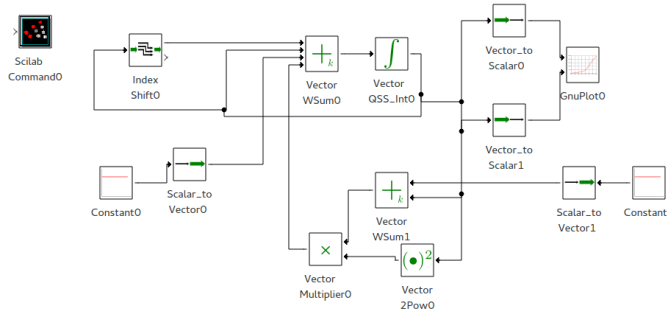 Scilab
Command0
Index
Shift0
+k
Vector
WSum0
∫
Vector
QSS_Int0
Vector_to
Scalar0
GnuPlot0
Vector_to
Scalar1
Constant0
Scalar_to
Vector0
+k
Vector
WSum1
Scalar_to
Vector1
Constant
×
Vector
Multiplier0
(•)²
Vector
2Pow0